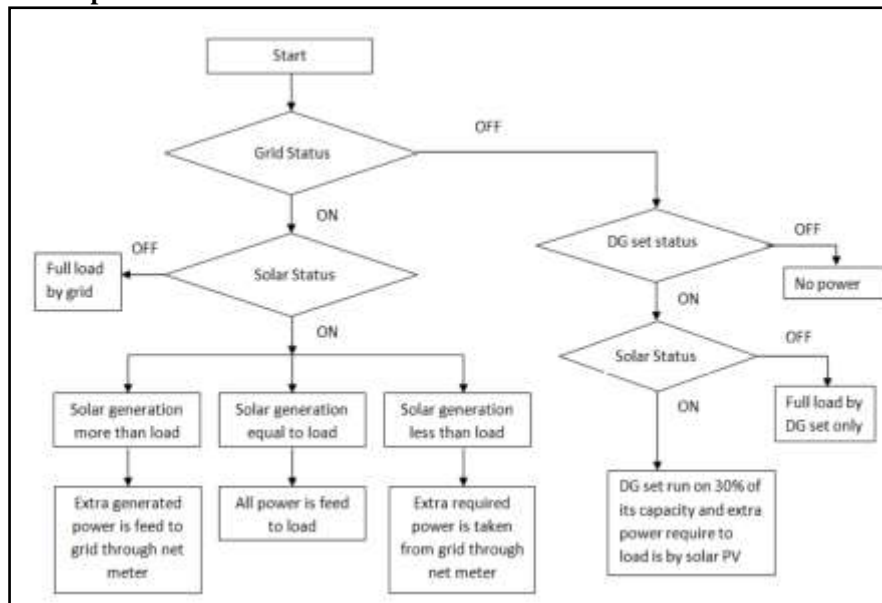 Start
Grid Status
OFF
ON
OFF
Full load
by grid
Solar Status
ON
DG set status
OFF
No power
ON
Solar Status
OFF
Full load by
DG set only
ON
Solar generation
more than load
Solar generation
equal to load
Solar generation
less than load
Extra generated
power is feed to
grid through net
meter
All power is feed
to load
Extra required
power is taken
from grid through
net meter
DG set run on 30% of
its capacity and extra
power require to
load is by solar PV